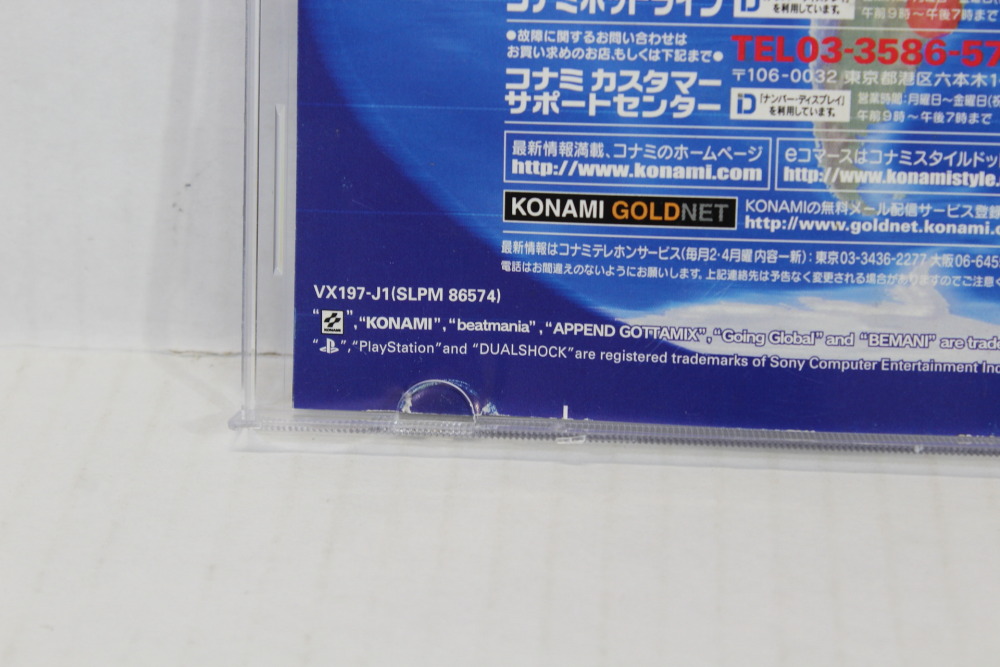 コナミホットライン
を利用しています。
午前9時～午後7時まで
●故障に関するお問い合わせは
お買い求めのお店、もしくは下記まで●
TEL03-3586-57
コナミ カスタマー
サポートセンター
〒106-0032 東京都港区六本木
「ナンバー・ディスプレイ」
を利用しています。
営業時間:月曜日～金曜日
午前9時～午後7時まで
最新情報満載、コナミのホームページ
http://www.konami.com
eコマースはコナミスタイルドッ
http://www.konamistyle.
KONAMI GOLDNET
KONAMIの無料メール配信サービス登録
http://www.goldnet.konami.c
最新情報はコナミテレホンサービス(毎月2・4月曜内容一新):東京03-3436-2277 大阪06-645
電話はお間違えのないようにお願いします。上記連絡先は予告なく変更される場合がありますのでご注意く
VX197-J1(SLPM 86574)
“ ”, “KONAMI”, “beatmania”, “APPEND GOTTAMIX”, “Going Global” and “BEMANI” are trade
“ ”, “PlayStation” and “DUALSHOCK” are registered trademarks of Sony Computer Entertainment Inc